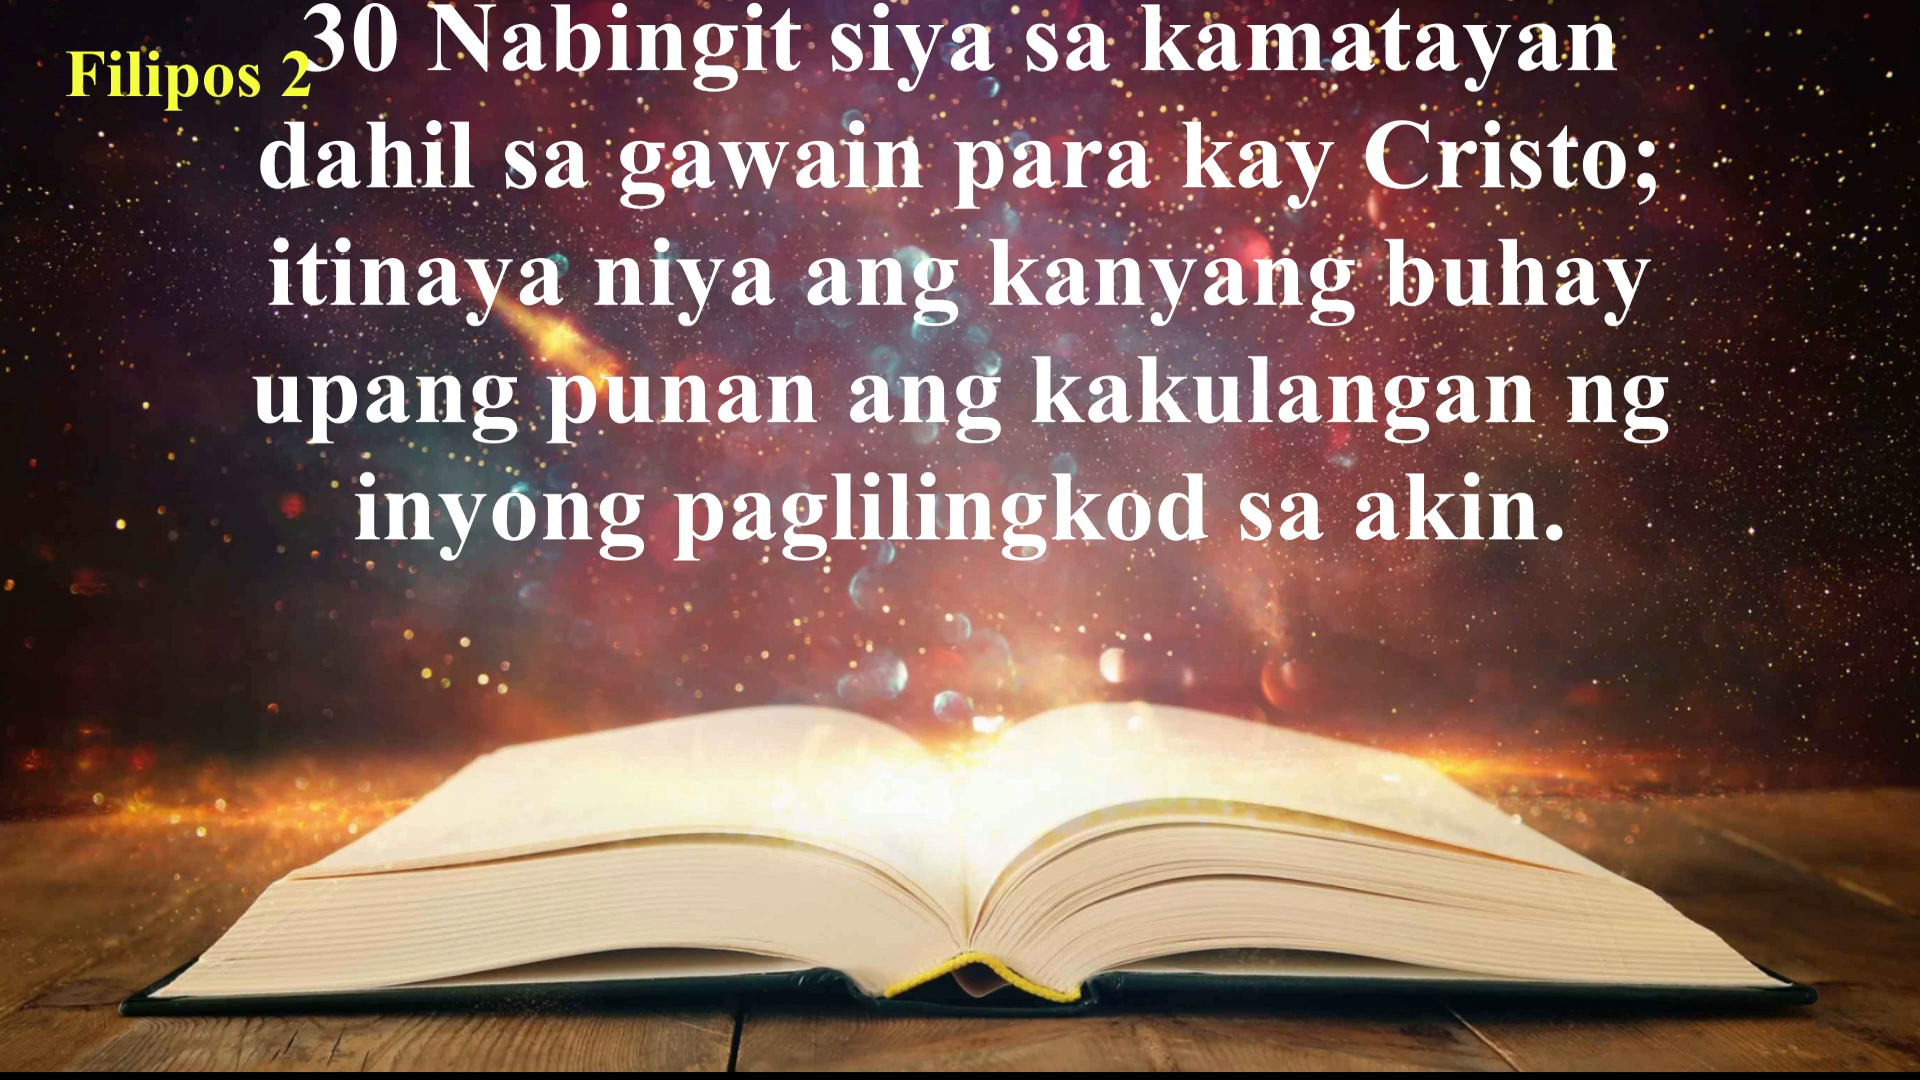 Filipos 2
30 Nabingit siya sa kamatayan
dahil sa gawain para kay Cristo;
itinaya niya ang kanyang buhay
upang punan ang kakulangan ng
inyong paglilingkod sa akin.